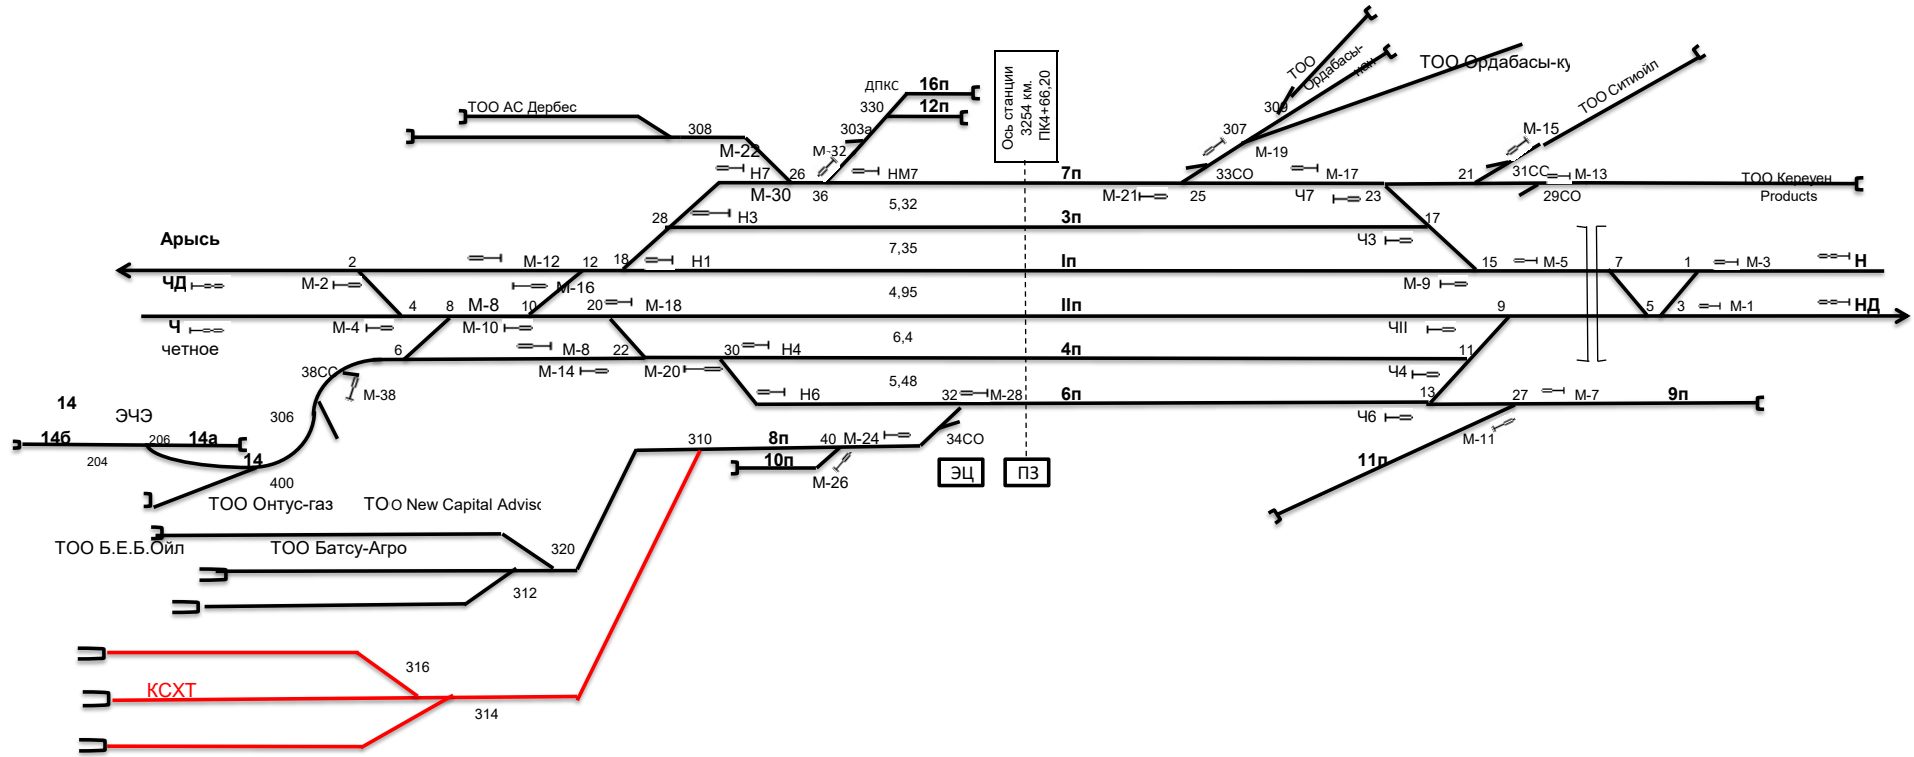 ТОО
Ордабасы-
нан
ТОО Ордабасы-ку
ТОО Ситиойл
Ось станции
3254 км.
ПК4+66,20
ДПКС
16п
12п
330
ТОО АС Дербес
308
303а
309
307
М-15
М-22
М-32
М-19
Н7
26
НМ7
7п
33СО
М-17
21
31СС
М-13
ТОО Кереуен
Products
М-30
36
5,32
М-21
25
Ч7
23
29СО
28
Н3
3п
17
Арысь
7,35
Ч3
2
М-12
12
18
Н1
Iп
15
М-5
7
1
М-3
Н
ЧД
М-2
М-16
4,95
М-9
4
8
М-8
10
20
М-18
IIп
9
5
3
М-1
НД
Ч
М-4
М-10
ЧII
четное
6
М-8
22
30
Н4
6,4
4п
11
38СС
М-14
М-20
Ч4
М-38
5,48
Н6
32
М-28
6п
13
27
М-7
9п
14
ЭЧЭ
306
Ч6
14б
206
14а
310
8п
40
М-24
34СО
М-11
204
14
10п
ЭЦ
ПЗ
11п
400
М-26
ТОО Онтус-газ
ТОО New Capital Adviso
ТОО Б.Е.Б.Ойл
ТОО Батсу-Агро
320
312
316
КСХТ
314